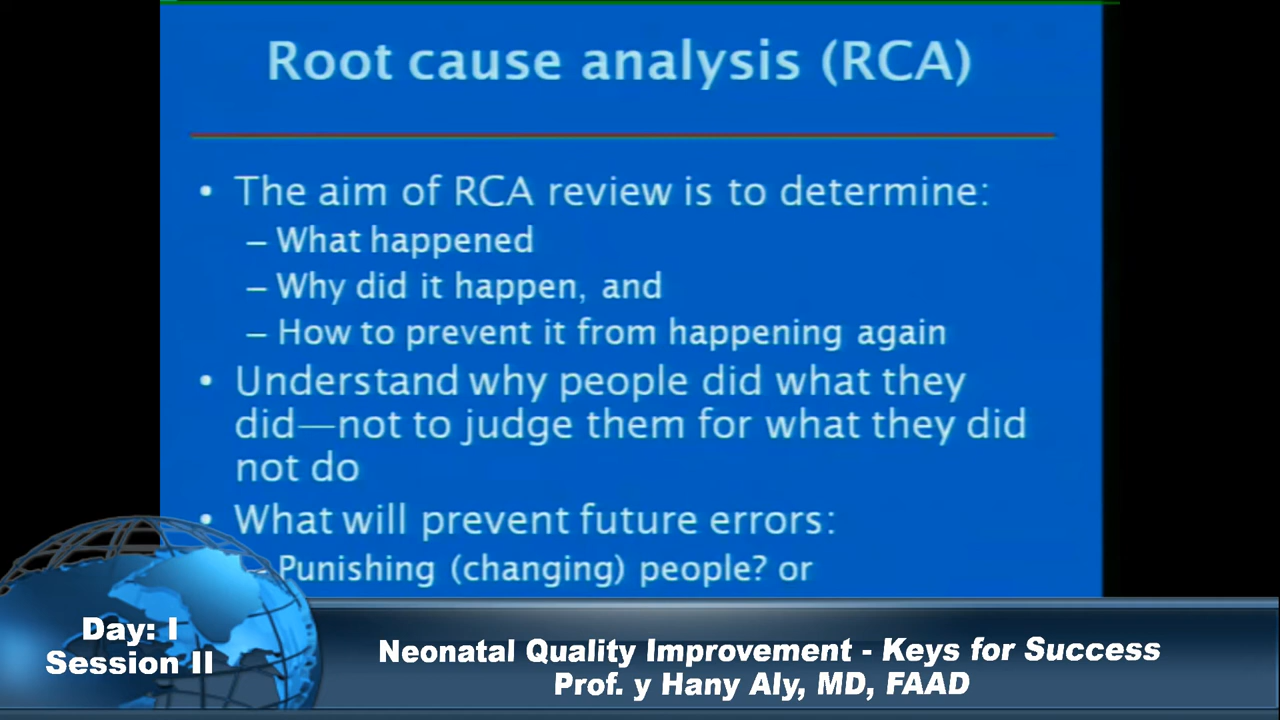 Root cause analysis (RCA)
• The aim of RCA review is to determine:
– What happened
– Why did it happen, and
– How to prevent it from happening again
• Understand why people did what they
did—not to judge them for what they did
not do
• What will prevent future errors:
– Punishing (changing) people? or
Day: I
Session II
Neonatal Quality Improvement - Keys for Success
Prof. y Hany Aly, MD, FAAD